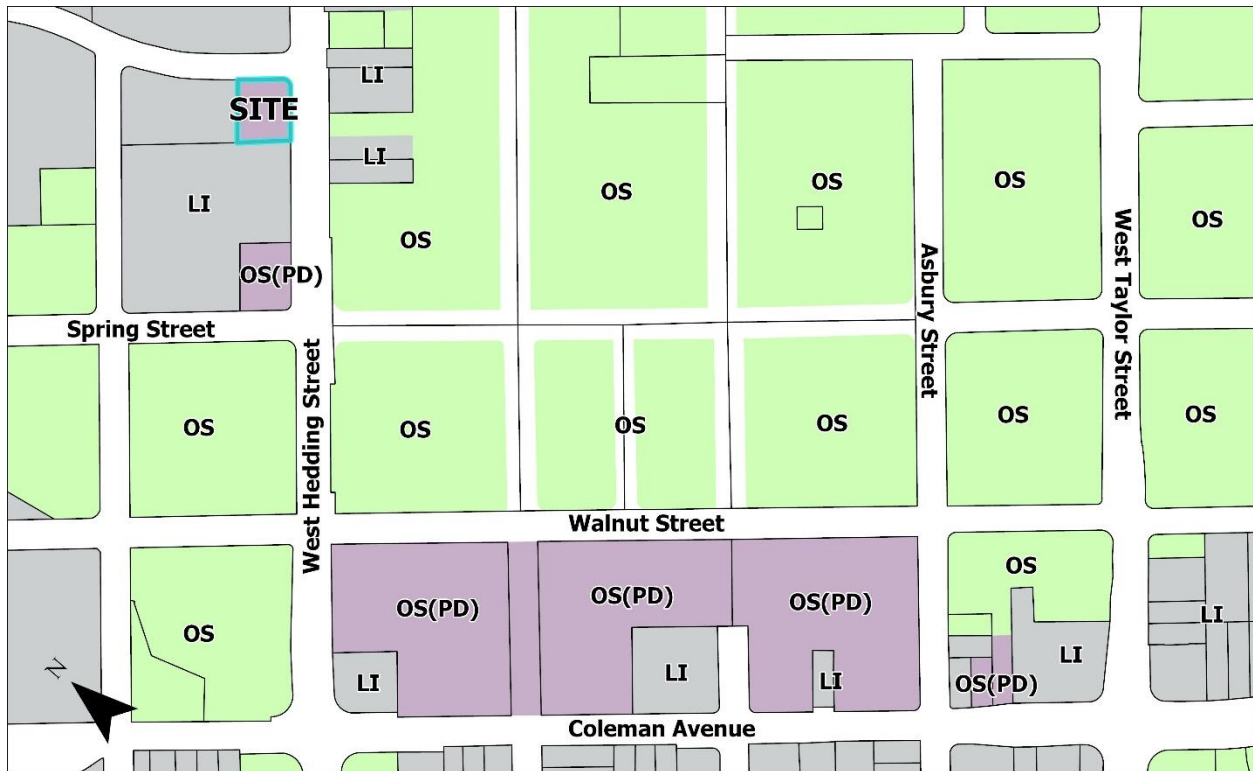 LI
SITE
LI
OS
OS
OS
OS
LI
OS
OS(PD)
Spring Street
West Hedding Street
Asbury Street
West Taylor Street
OS
OS
OS
OS
OS
OS
Walnut Street
OS
OS(PD)
OS(PD)
OS(PD)
OS
LI
N
LI
LI
LI
LI
OS(PD)
Coleman Avenue